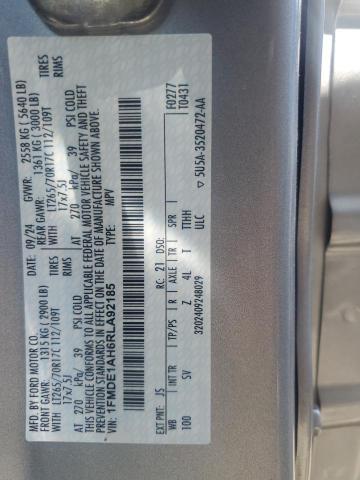 MFD. BY FORD MOTOR CO.
DATE: 09/24 GVWR: 2558 KG ( 5640 LB)
FRONT GAWR: 1315 KG ( 2900 LB) REAR GAWR: 1361 KG ( 3000 LB)
WITH LT265/70R17C 112/109T TIRES WITH LT265/70R17C 112/109T TIRES
17x7.5J RIMS 17x7.5J RIMS
AT 270 kPa/ 39 PSI COLD AT 270 kPa/ 39 PSI COLD
THIS VEHICLE CONFORMS TO ALL APPLICABLE FEDERAL MOTOR VEHICLE SAFETY AND THEFT
PREVENTION STANDARDS IN EFFECT ON THE DATE OF MANUFACTURE SHOWN ABOVE.
VIN: 1FMDE1AH6RLA92185 TYPE: MPV
F0277
T0431
EXT PNT: JS RC: 21 DSO:
WB INT TR TP/PS R AXLE TR SPR
100 5V Z 4L T TTHH
ULC
3202409248029 ▽ 5U5A-3520472-AA